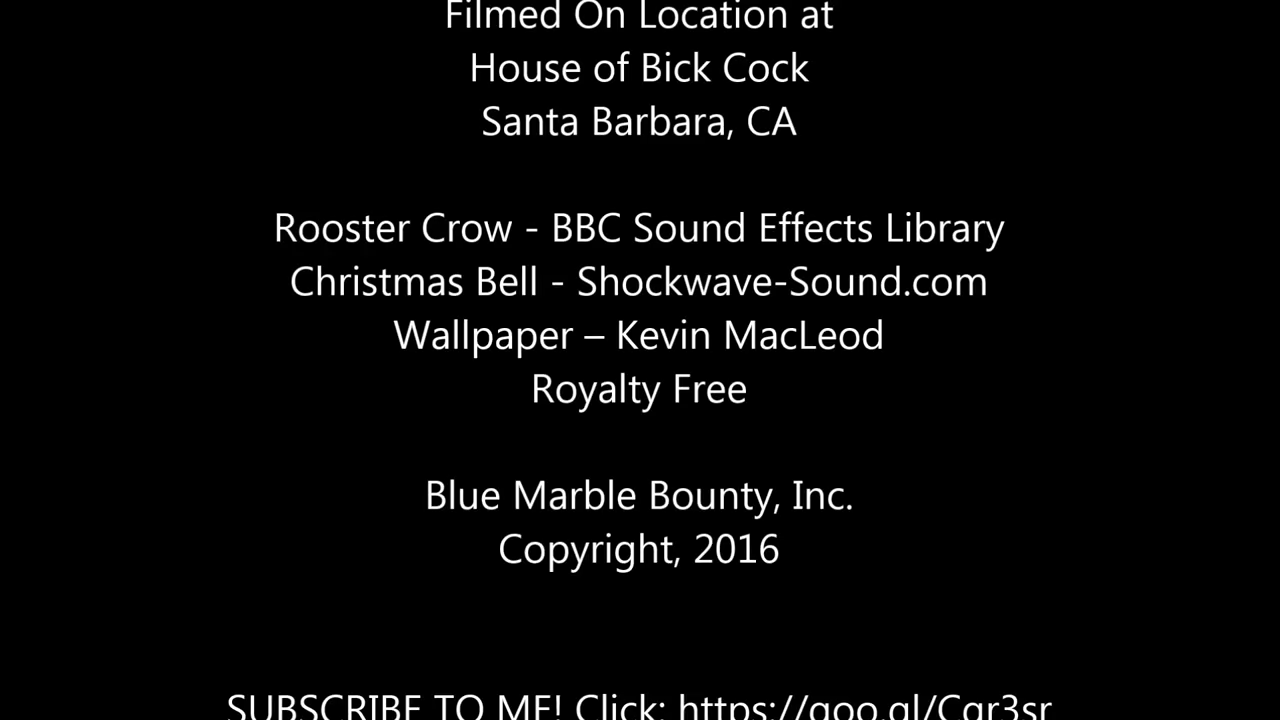 Filmed On Location at
House of Bick Cock
Santa Barbara, CA
Rooster Crow - BBC Sound Effects Library
Christmas Bell - Shockwave-Sound.com
Wallpaper – Kevin MacLeod
Royalty Free
Blue Marble Bounty, Inc.
Copyright, 2016
SUBSCRIBE TO ME! Click: